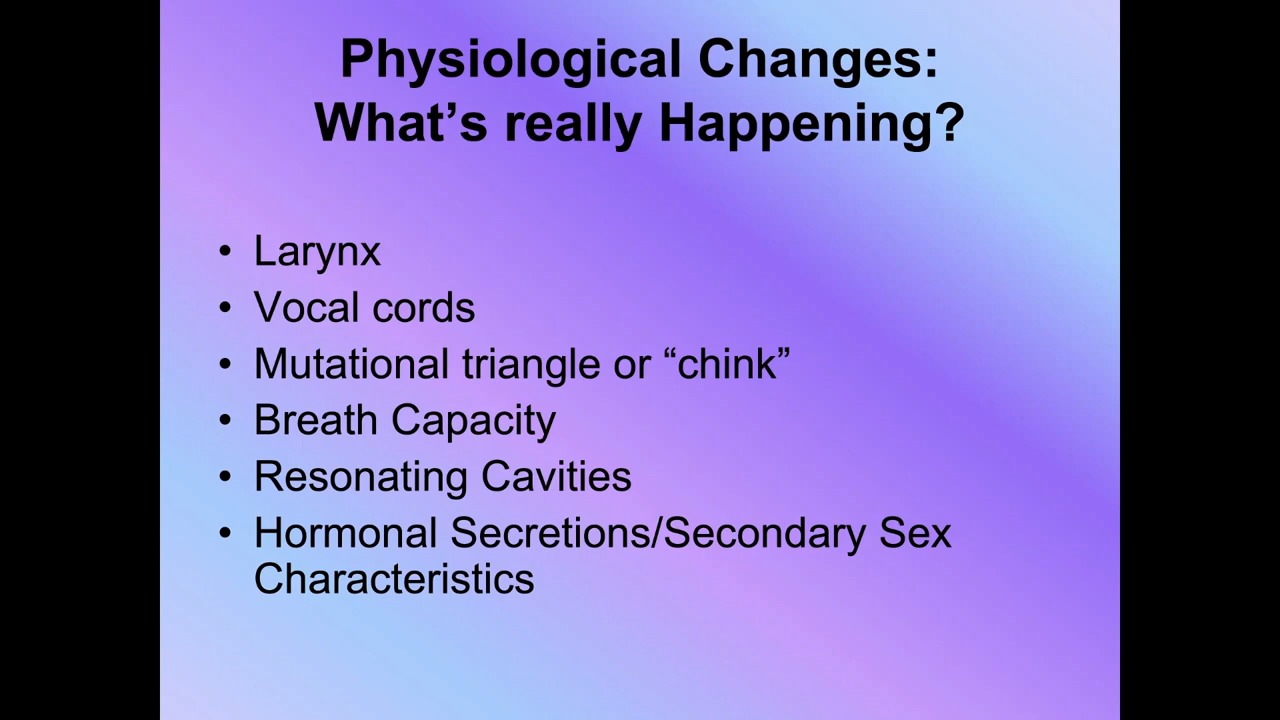 Physiological Changes:
What’s really Happening?
• Larynx
• Vocal cords
• Mutational triangle or “chink”
• Breath Capacity
• Resonating Cavities
• Hormonal Secretions/Secondary Sex
Characteristics